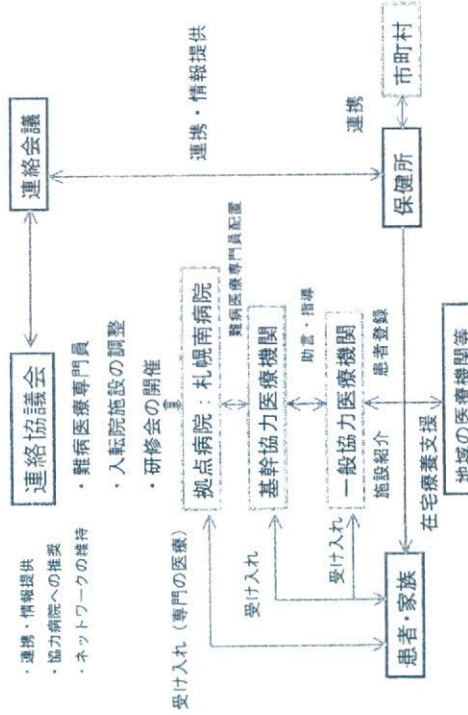 連絡協議会
連絡会議
・連携・情報提供
・協力病院への推奨
・ネットワークの維持
・難病医療専門員
・入転院施設の調整
・研修会の開催
連携・情報提供
受け入れ（専門の医療）
拠点病院：札幌南病院
難病医療専門員配置
受け入れ
基幹協力医療機関
助言・指導
受け入れ
一般協力医療機関
施設紹介
患者登録
連携
市町村
保健所
患者・家族
在宅療養支援
地域の医療機関等